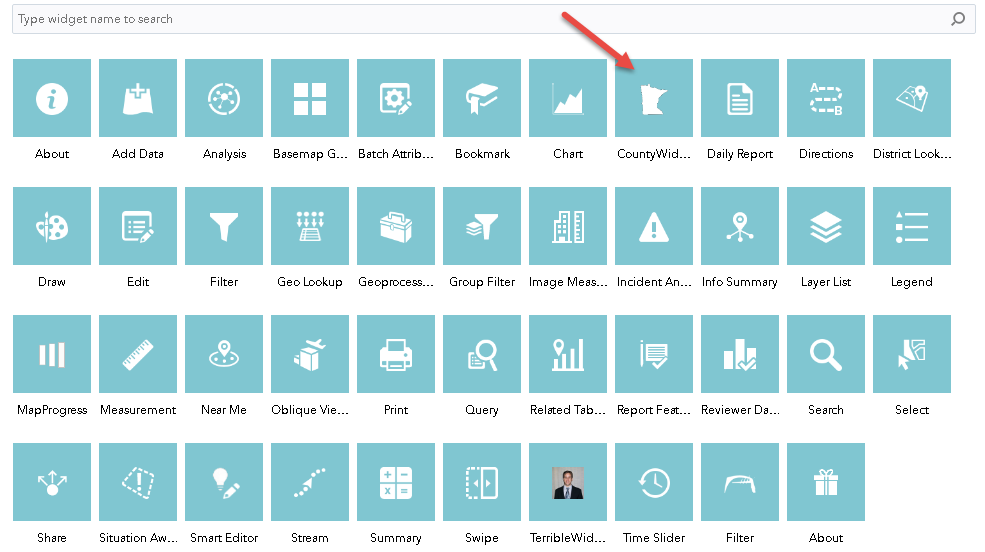 Type widget name to search
A
B
About
Add Data
Analysis
Basemap G...
Batch Attrib...
Bookmark
Chart
CountyWid...
Daily Report
Directions
District Look...
Draw
Edit
Filter
Geo Lookup
Geoprocess...
Group Filter
Image Meas...
Incident An...
Info Summary
Layer List
Legend
MapProgress
Measurement
Near Me
Oblique Vie...
Print
Query
Related Tab...
Report Feat...
Reviewer Da...
Search
Select
Share
Situation Aw...
Smart Editor
Stream
Summary
Swipe
TerribleWid...
Time Slider
Filter
About